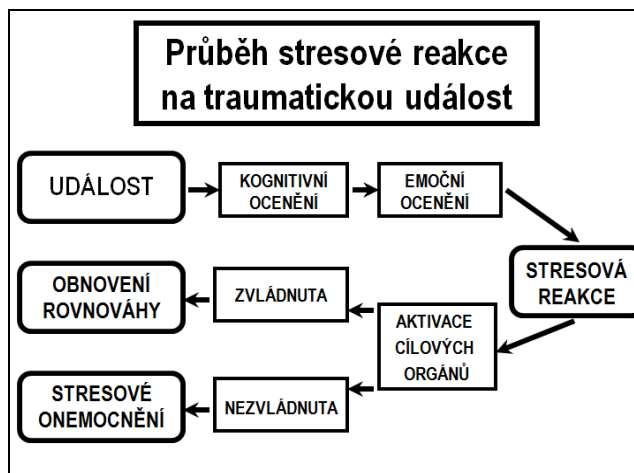 Průběh stresové reakce
na traumatickou událost
UDÁLOST
KOGNITIVNÍ
OCENĚNÍ
EMOČNÍ
OCENĚNÍ
STRESOVÁ
REAKCE
OBNOVENÍ
ROVNOVÁHY
ZVLÁDNUTA
AKTIVACE
CÍLOVÝCH
ORGÁNŮ
STRESOVÉ
ONEMOCNĚNÍ
NEZVLÁDNUTA